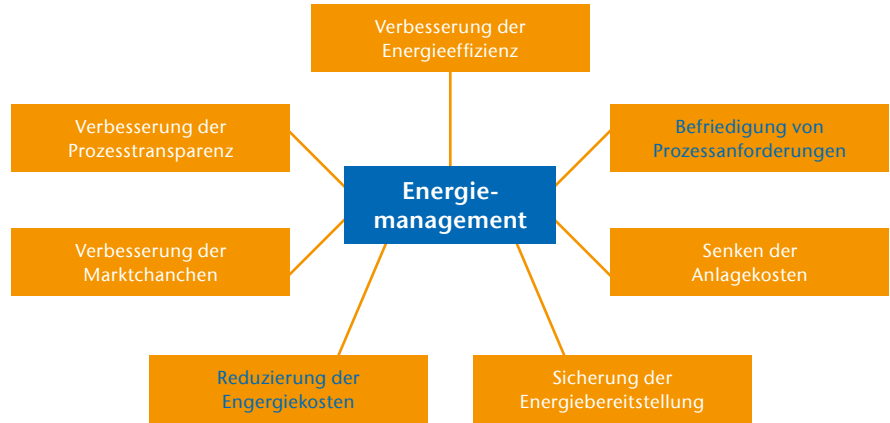 Verbesserung der
Energieeffizienz
Verbesserung der
Prozesstransparenz
Befriedigung von
Prozessanforderungen
Energie-
management
Verbesserung der
Marktchanchen
Senken der
Anlagekosten
Reduzierung der
Engergiekosten
Sicherung der
Energiebereitstellung